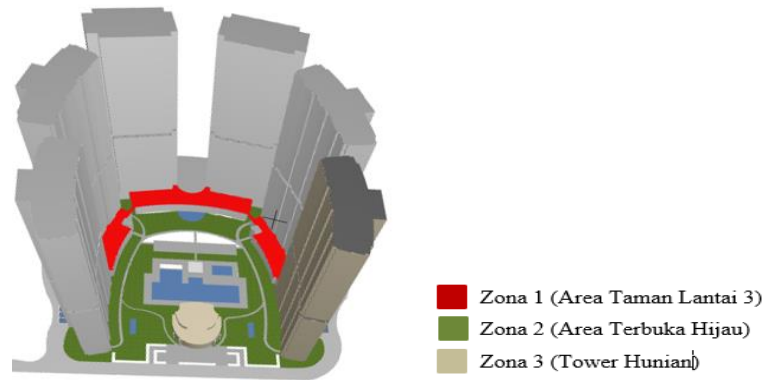 Zona 1 (Area Taman Lantai 3)
Zona 2 (Area Terbuka Hijau)
Zona 3 (Tower Hunian)